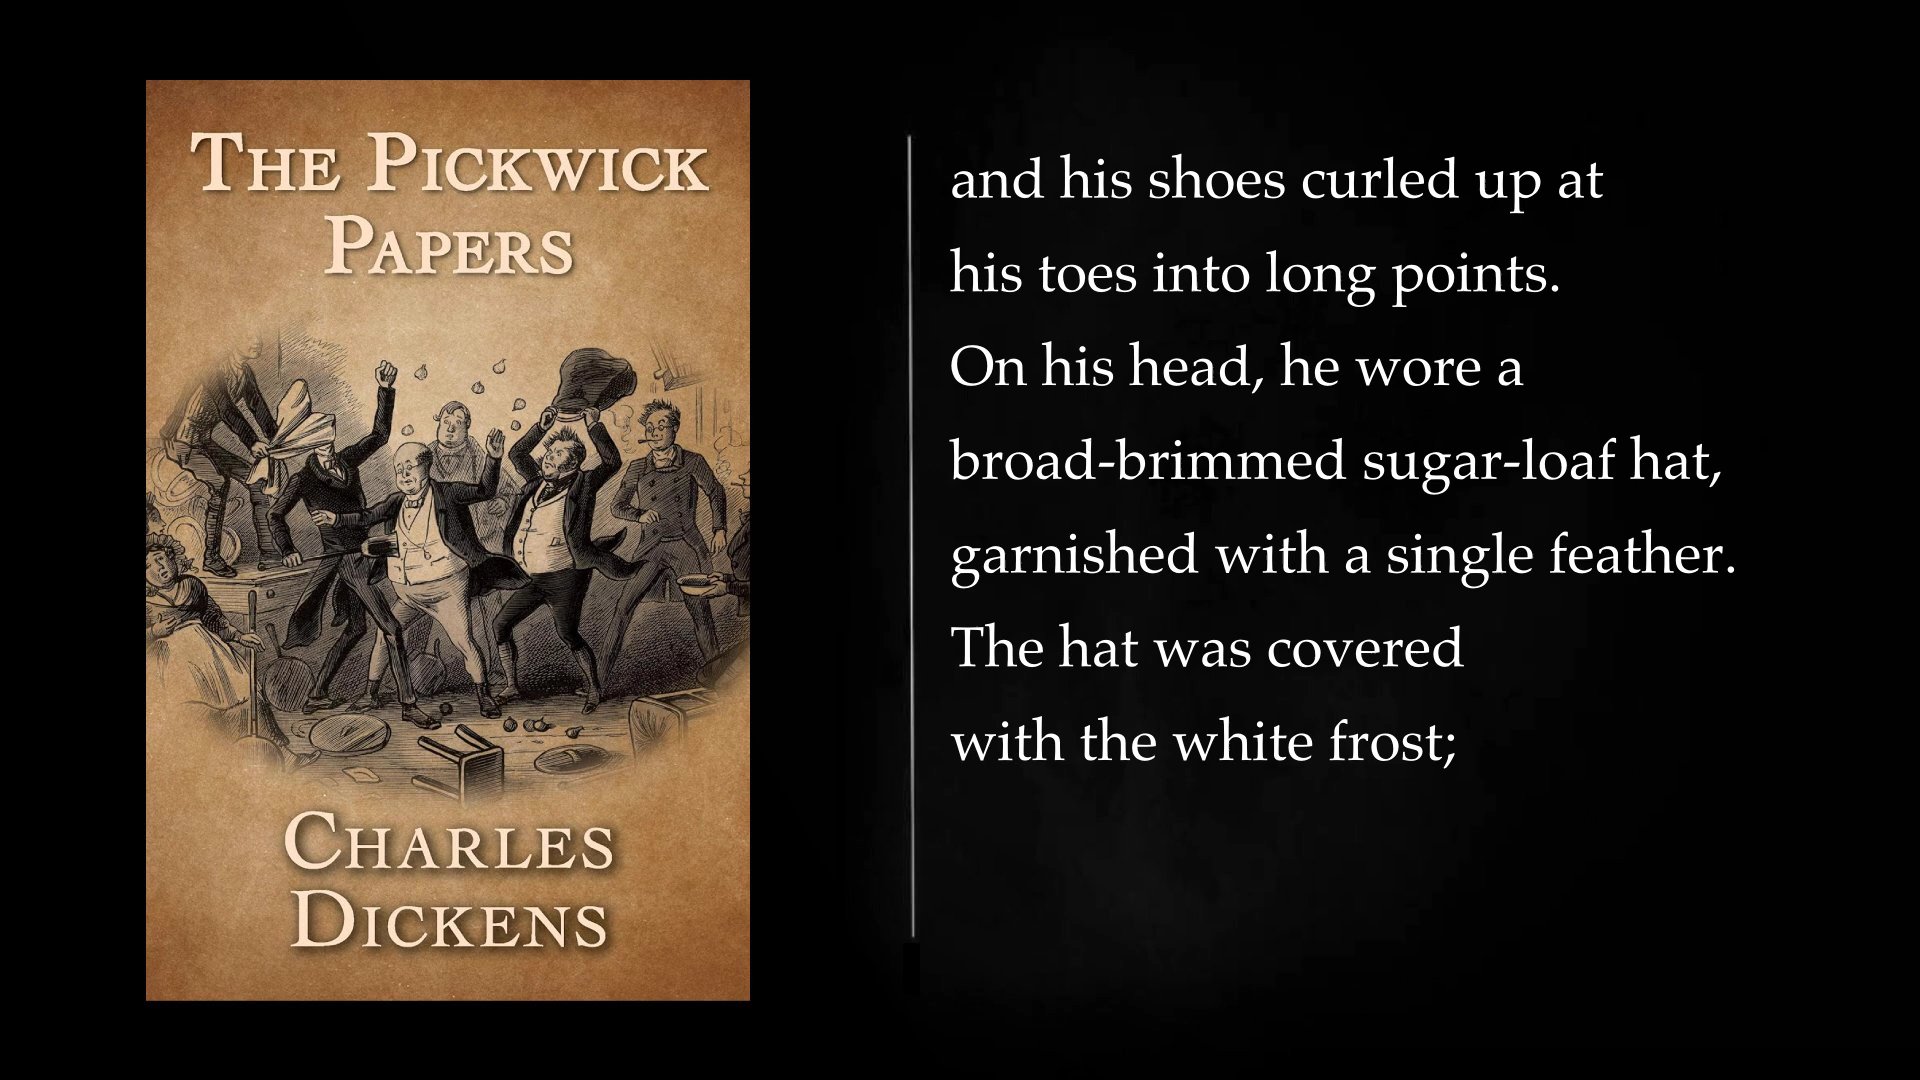 The Pickwick
Papers
Charles
Dickens
and his shoes curled up at
his toes into long points.
On his head, he wore a
broad-brimmed sugar-loaf hat,
garnished with a single feather.
The hat was covered
with the white frost;